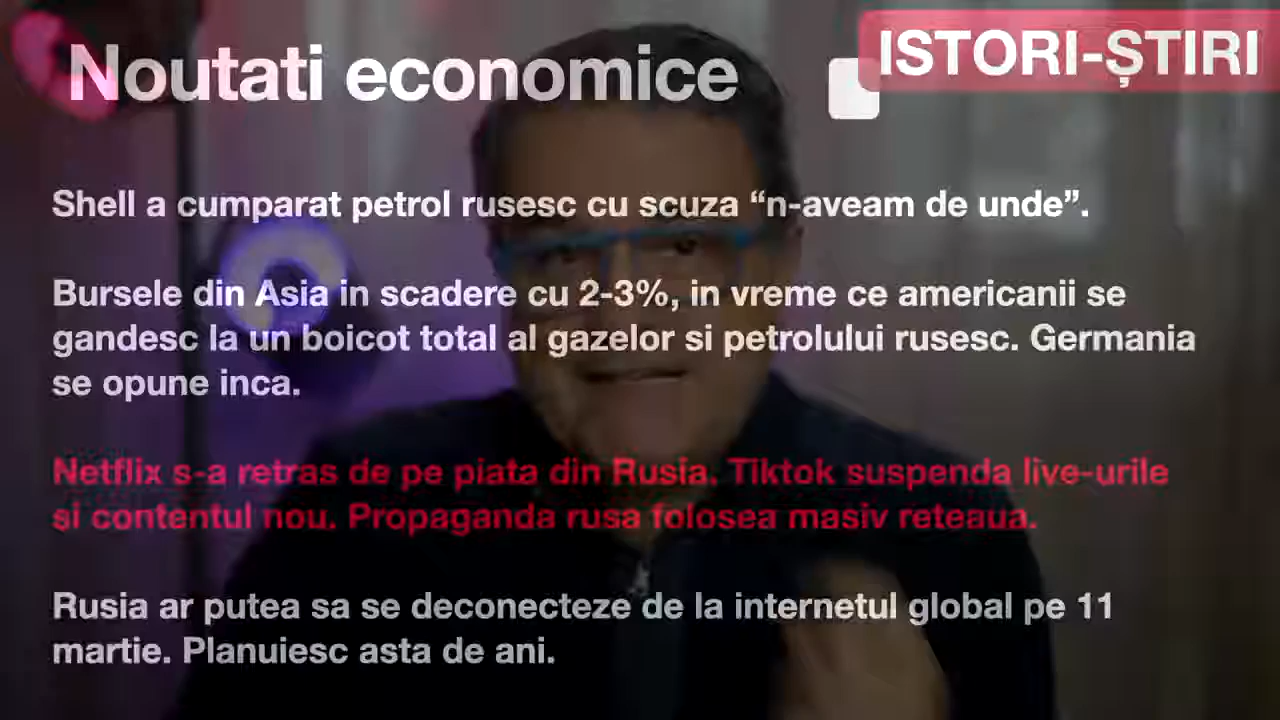 Noutati economice
ISTORI-ȘTIRI
Shell a cumparat petrol rusesc cu scuza “n-aveam de unde”.
Bursele din Asia in scadere cu 2-3%, in vreme ce americanii se
gandesc la un boicot total al gazelor si petrolului rusesc. Germania
se opune inca.
Netflix s-a retras de pe piata din Rusia. Tiktok suspenda live-urile
si contentul nou. Propaganda rusa folosea masiv reteaua.
Rusia ar putea sa se deconecteze de la internetul global pe 11
martie. Planuiesc asta de ani.